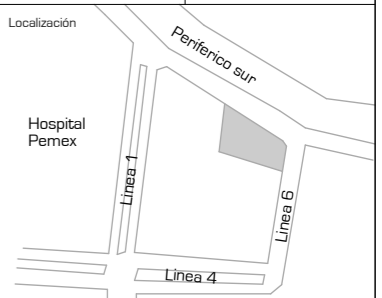 Localización
Periferico sur
Hospital
Pemex
Linea 1
Linea 6
Linea 4